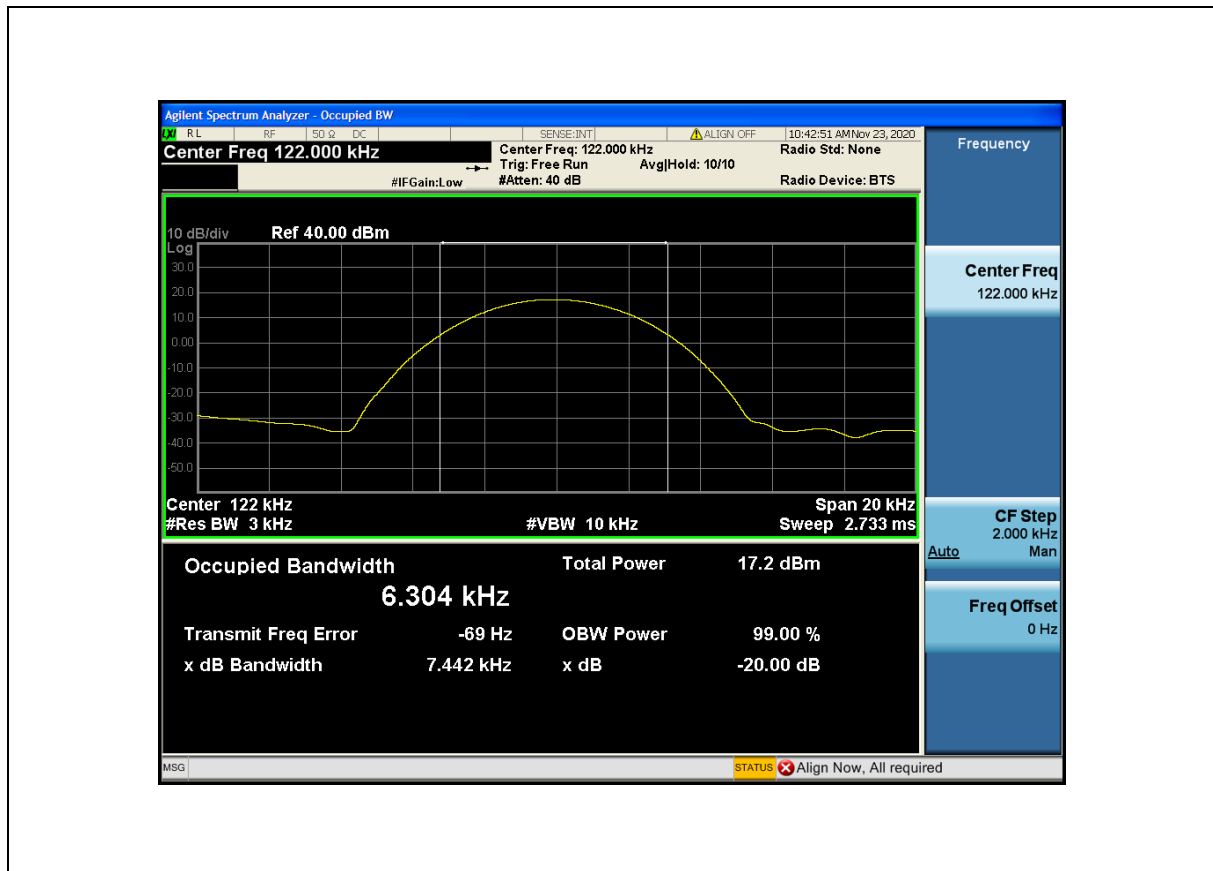 Agilent Spectrum Analyzer - Occupied BW
LXI RL RF 50 Ω DC SENSE:INT ALIGN OFF 10:42:51 AM Nov 23, 2020
Center Freq 122.000 kHz
Center Freq: 122.000 kHz
Radio Std: None
Trig: Free Run
Avg|Hold: 10/10
#IFGain:Low
#Atten: 40 dB
Radio Device: BTS
10 dB/div
Ref 40.00 dBm
Log
30.0
20.0
10.0
0.00
-10.0
-20.0
-30.0
-40.0
-50.0
Center 122 kHz
Span 20 kHz
#Res BW 3 kHz
#VBW 10 kHz
Sweep 2.733 ms
Occupied Bandwidth
Total Power 17.2 dBm
6.304 kHz
Transmit Freq Error -69 Hz
OBW Power 99.00 %
x dB Bandwidth 7.442 kHz
x dB -20.00 dB
Frequency
Center Freq
122.000 kHz
CF Step
2.000 kHz
Auto Man
Freq Offset
0 Hz
MSG
STATUS
Align Now, All required